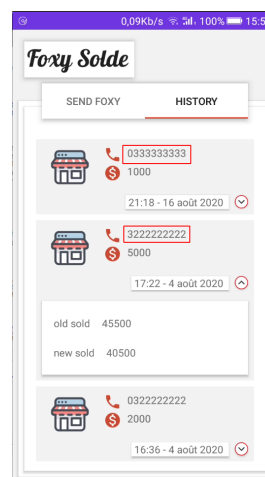 0,09Kb/s 100% 15:5
Foxy Solde
SEND FOXY HISTORY
0333333333
1000
21:18 - 16 août 2020
3222222222
5000
17:22 - 4 août 2020
old sold 45500
new sold 40500
0322222222
2000
16:36 - 4 août 2020